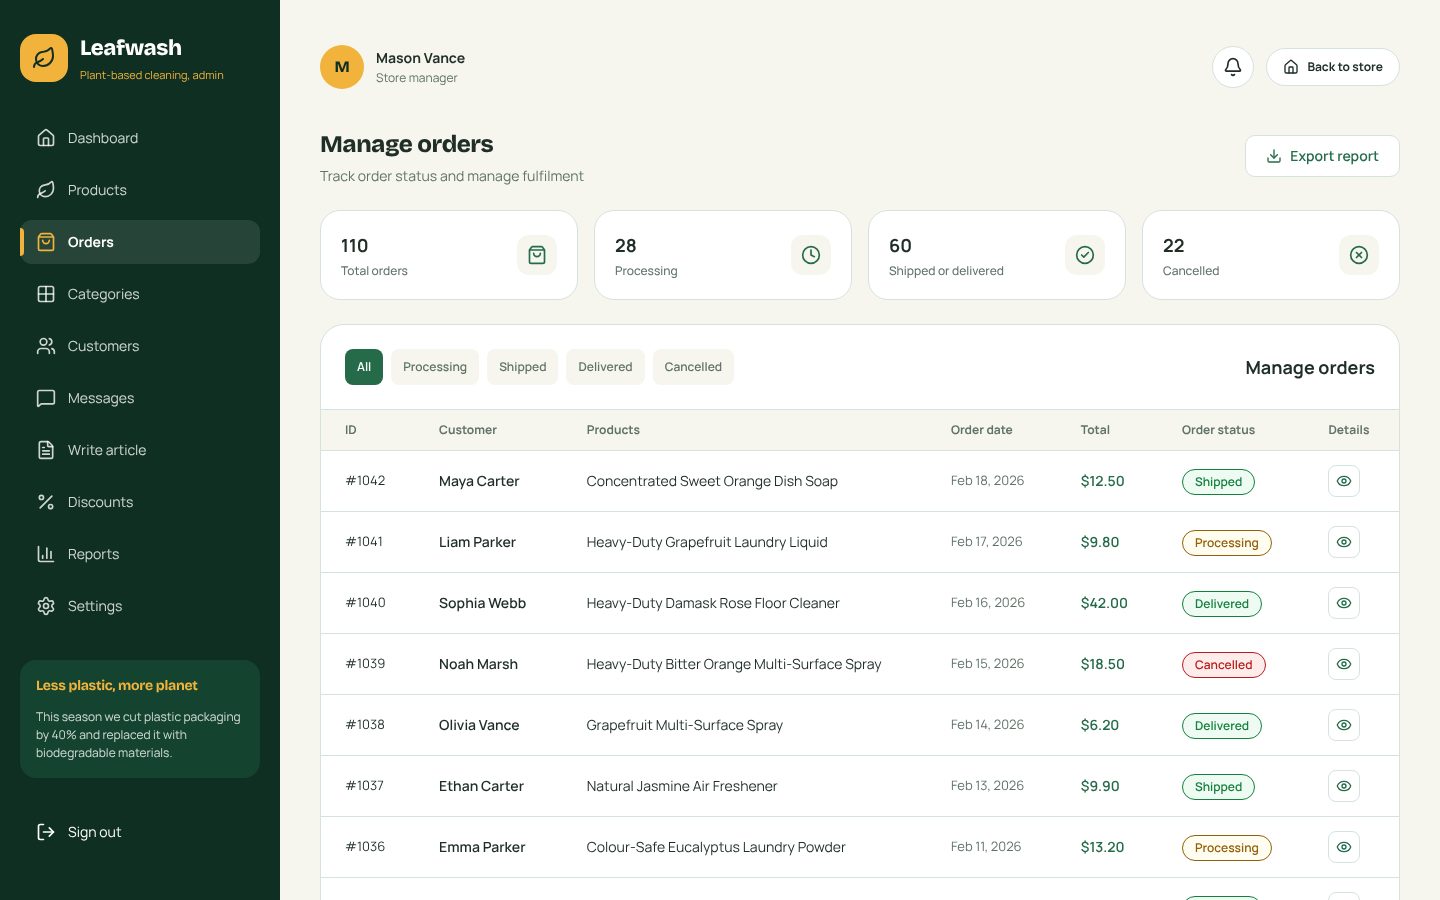 Leafwash
Plant-based cleaning, admin
Dashboard
Products
Orders
Categories
Customers
Messages
Write article
Discounts
Reports
Settings
Less plastic, more planet
This season we cut plastic packaging
by 40% and replaced it with
biodegradable materials.
Sign out
M
Mason Vance
Store manager
Back to store
Manage orders
Track order status and manage fulfilment
Export report
110
Total orders
28
Processing
60
Shipped or delivered
22
Cancelled
All Processing Shipped Delivered Cancelled
Manage orders
ID Customer Products Order date Total Order status Details
#1042 Maya Carter Concentrated Sweet Orange Dish Soap Feb 18, 2026 $12.50 Shipped
#1041 Liam Parker Heavy-Duty Grapefruit Laundry Liquid Feb 17, 2026 $9.80 Processing
#1040 Sophia Webb Heavy-Duty Damask Rose Floor Cleaner Feb 16, 2026 $42.00 Delivered
#1039 Noah Marsh Heavy-Duty Bitter Orange Multi-Surface Spray Feb 15, 2026 $18.50 Cancelled
#1038 Olivia Vance Grapefruit Multi-Surface Spray Feb 14, 2026 $6.20 Delivered
#1037 Ethan Carter Natural Jasmine Air Freshener Feb 13, 2026 $9.90 Shipped
#1036 Emma Parker Colour-Safe Eucalyptus Laundry Powder Feb 11, 2026 $13.20 Processing